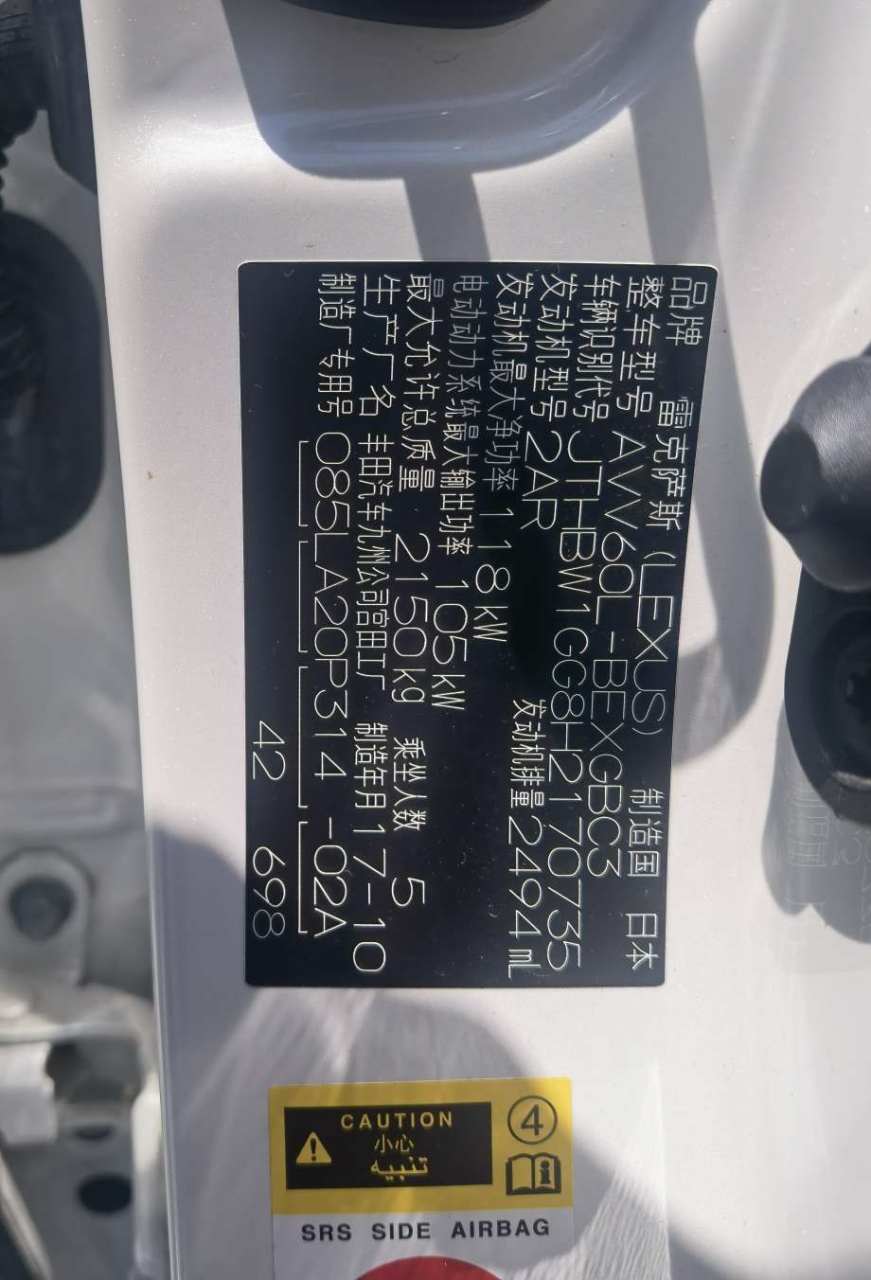 品牌 雷克萨斯 (LEXUS) 制造国 日本
整车型号 AVV60L-BEXGBC3
车辆识别代号 JTHBW1GG8H2170735
发动机型号 2AR 发动机排量 2494 mL
发动机最大净功率 118 kW
电动动力系统最大输出功率 105 kW
最大允许总质量 2150 kg 乘坐人数 5
生产厂名 丰田汽车九州公司宫田工厂 制造年月 17-10
制造厂专用号 085LA20P314-02A
42 698
CAUTION
小心
تنبيه
4
i
SRS SIDE AIRBAG